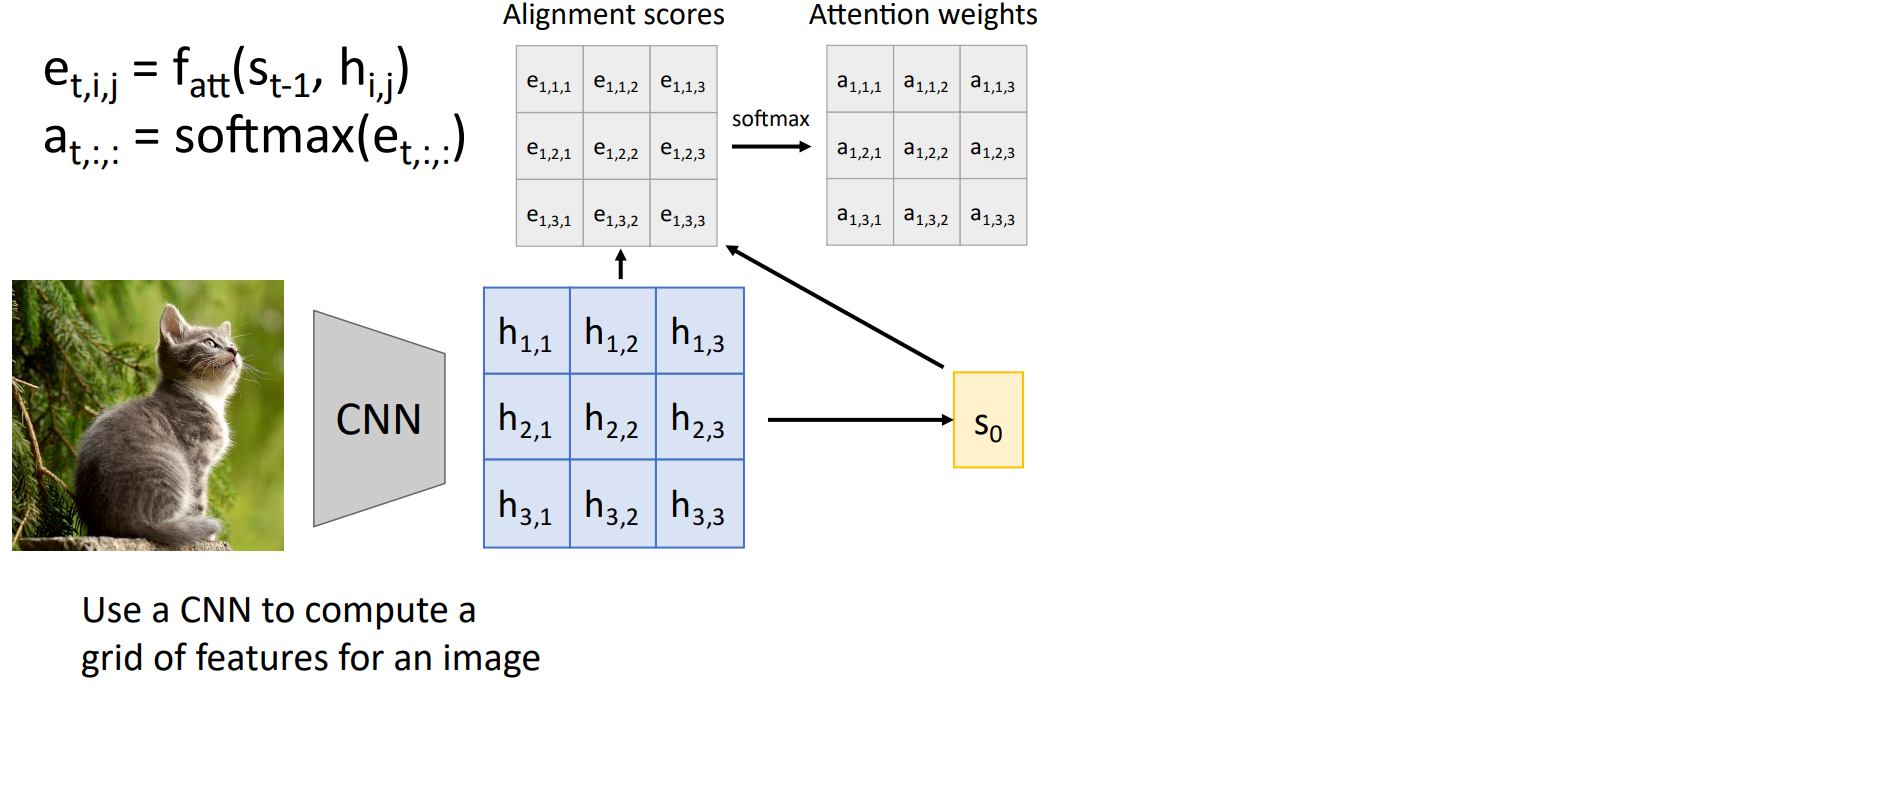 Alignment scores
Attention weights
e_{t,i,j} = f_{att}(s_{t-1}, h_{i,j})
a_{t,:,:} = softmax(e_{t,:,:})
e_{1,1,1} e_{1,1,2} e_{1,1,3}
e_{1,2,1} e_{1,2,2} e_{1,2,3}
e_{1,3,1} e_{1,3,2} e_{1,3,3}
softmax
a_{1,1,1} a_{1,1,2} a_{1,1,3}
a_{1,2,1} a_{1,2,2} a_{1,2,3}
a_{1,3,1} a_{1,3,2} a_{1,3,3}
CNN
h_{1,1} h_{1,2} h_{1,3}
h_{2,1} h_{2,2} h_{2,3}
h_{3,1} h_{3,2} h_{3,3}
s_0
Use a CNN to compute a
grid of features for an image